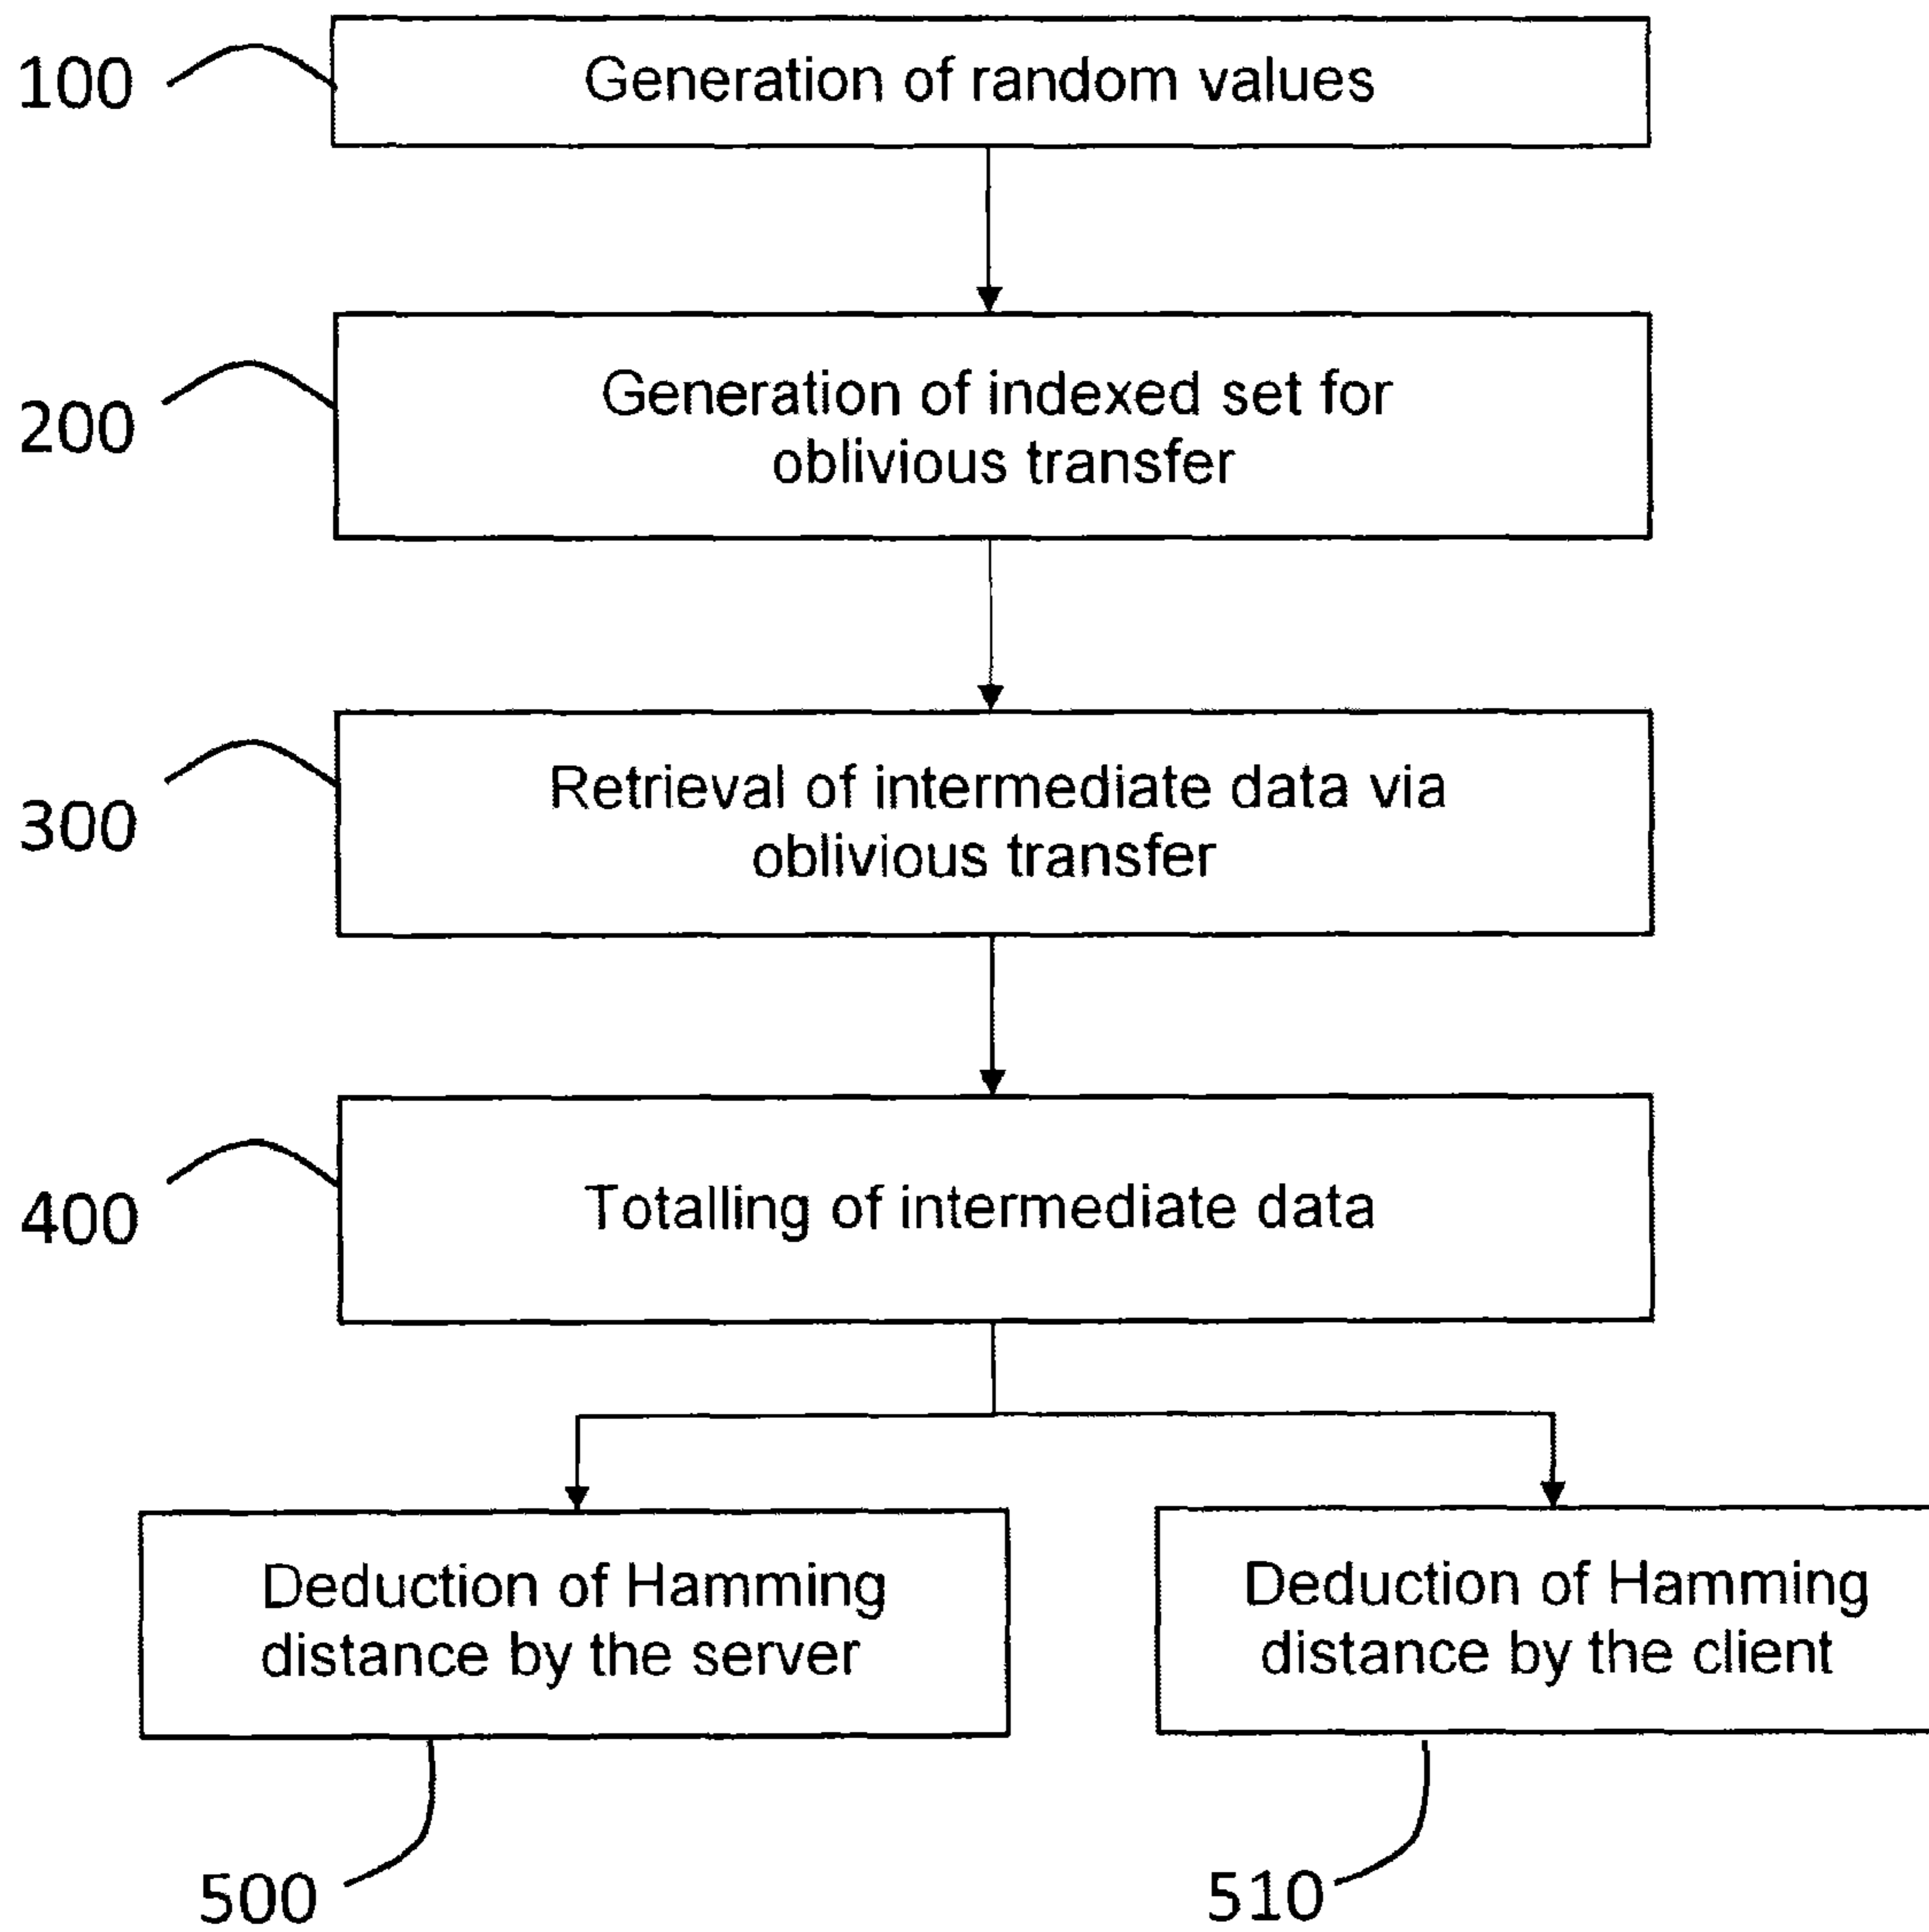 100
Generation of random values
200
Generation of indexed set for
oblivious transfer
300
Retrieval of intermediate data via
oblivious transfer
400
Totalling of intermediate data
Deduction of Hamming
distance by the server
Deduction of Hamming
distance by the client
500
510